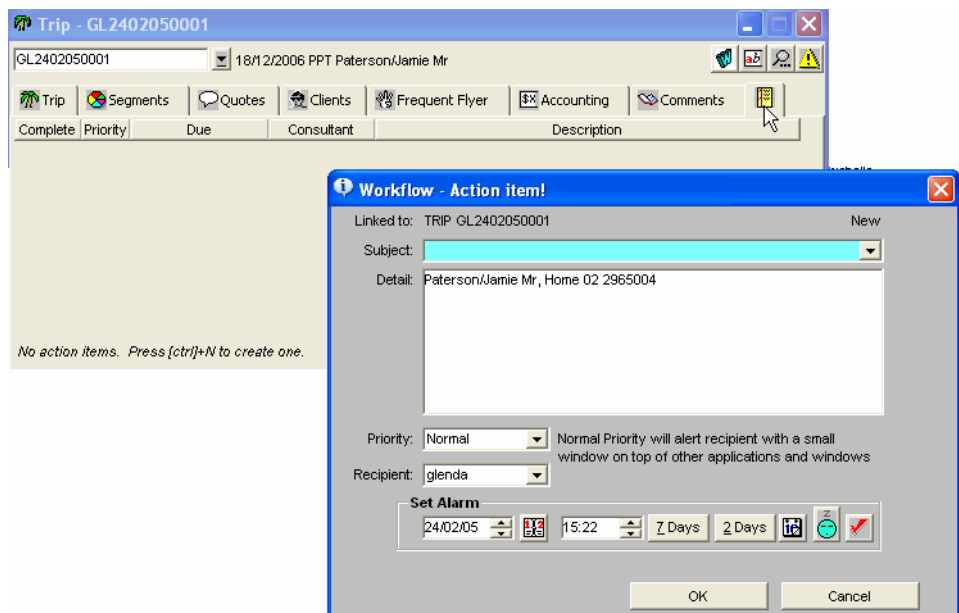 Trip - GL2402050001
GL2402050001 18/12/2006 PPT Paterson/Jamie Mr
Trip Segments Quotes Clients Frequent Flyer Accounting Comments
Complete Priority Due Consultant Description
Workflow - Action item!
Linked to: TRIP GL2402050001 New
Subject:
Detail: Paterson/Jamie Mr, Home 02 2965004
No action items. Press [ctrl]+N to create one.
Priority: Normal Normal Priority will alert recipient with a small
window on top of other applications and windows
Recipient: glenda
Set Alarm
24/02/05 15:22 7 Days 2 Days
OK Cancel